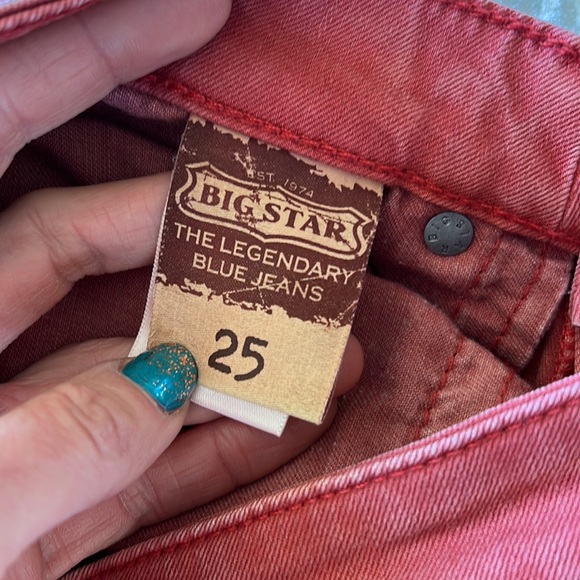 EST. 1974
BIG STAR
THE LEGENDARY
BLUE JEANS
25